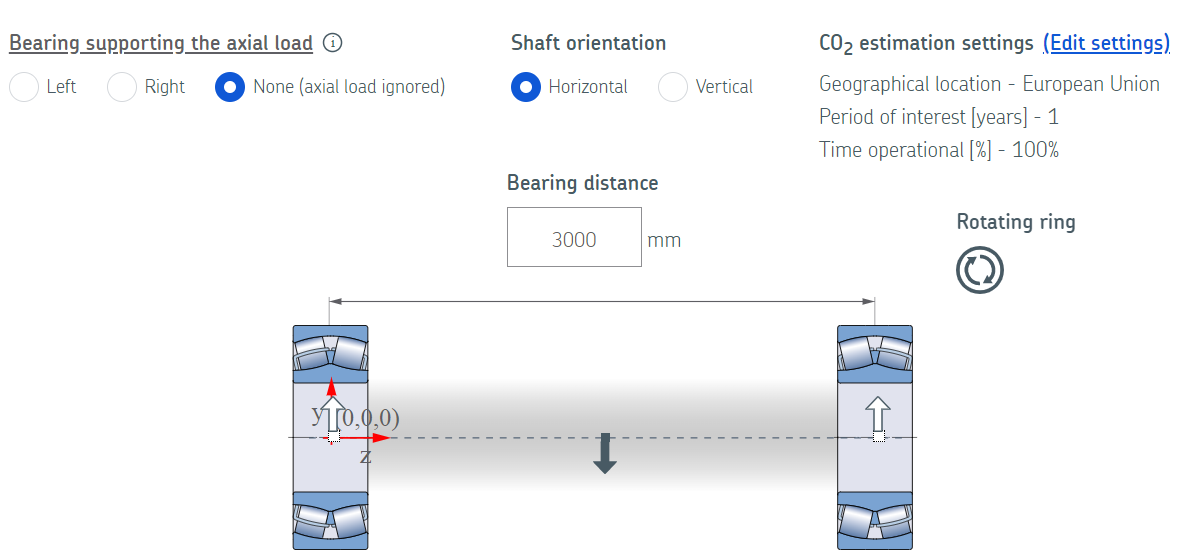 Bearing supporting the axial load
Left
Right
None (axial load ignored)
Shaft orientation
Horizontal
Vertical
CO₂ estimation settings (Edit settings)
Geographical location - European Union
Period of interest [years] - 1
Time operational [%] - 100%
Bearing distance
3000 mm
Rotating ring
y (0,0,0)
z